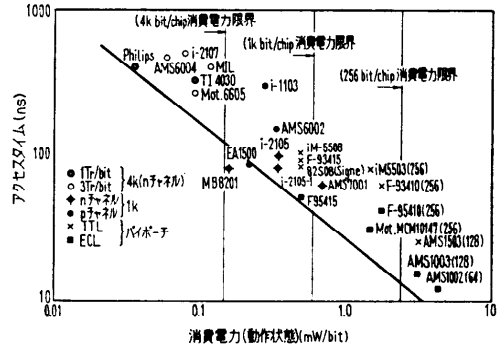 1000
(4k bit/chip消費電力限界
(1k bit/chip消費電力限界
(256 bit/chip消費電力限界
Philips
i-2107
AMS6004
MIL
TI4030
Mot.6605
i-1103
AMS6002
i-2105
EA1500
MB8201
i-2105-1
iM-5508
F-93415
82S08(Signe)
AMS7001
F95415
iM5503(256)
F-93410(256)
F-95410(256)
Mot.MCM10147(256)
AMS1503(128)
AMS1003(128)
AMS1002(64)
アクセスタイム(ns)
100
10
● 1Tr/bit
○ 3Tr/bit
4k(nチャネル)
◆ nチャネル
● pチャネル
1k
× TTL
■ ECL
バイポーラ
0.01
0.1
1.0
10
消費電力(動作状態)(mW/bit)